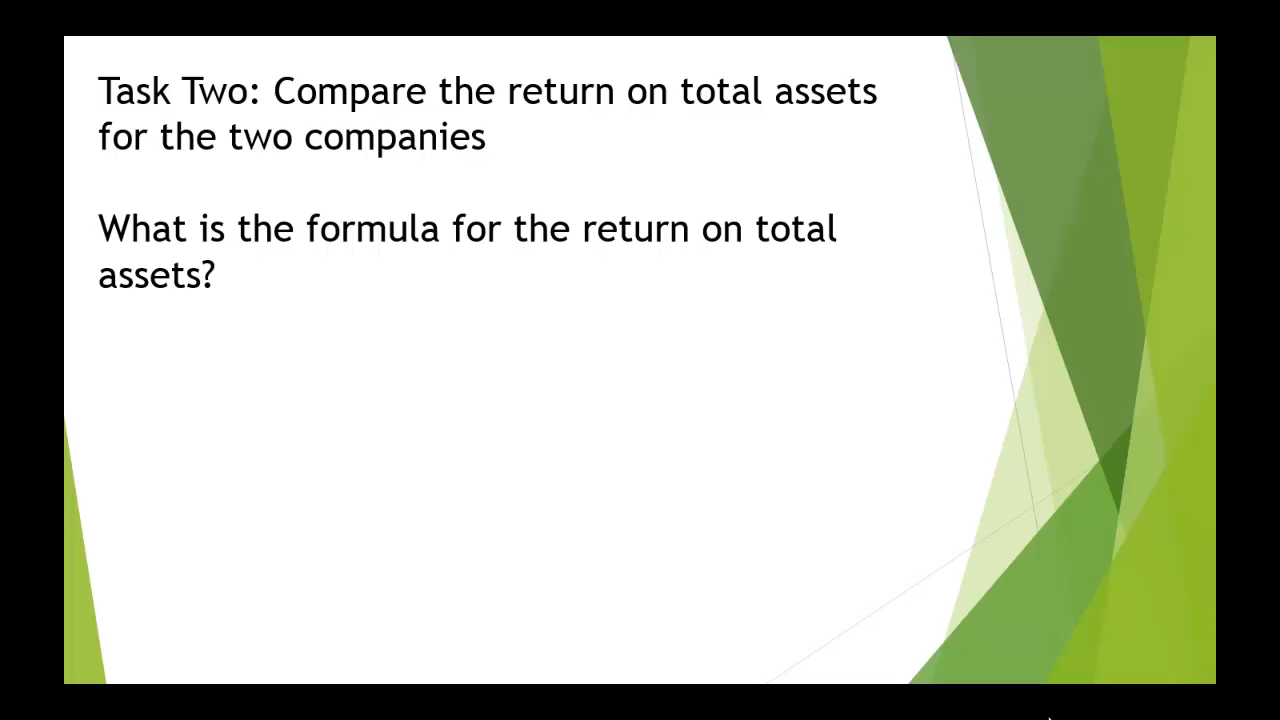 Task Two: Compare the return on total assets
for the two companies
What is the formula for the return on total
assets?